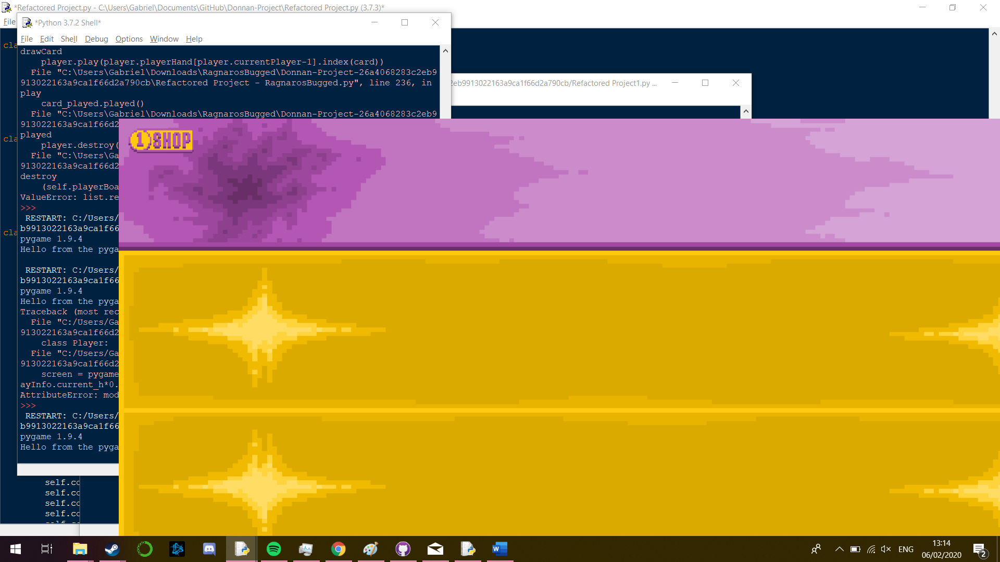 *Refactored Project.py - C:\Users\Gabriel\Documents\GitHub\Donnan-Project\Refactored Project.py (3.7.3)*
File
*Python 3.7.2 Shell*
File Edit Shell Debug Options Window Help
cla
drawCard
player.play(player.playerHand[player.currentPlayer-1].index(card))
File "C:\Users\Gabriel\Downloads\RagnarosBugged\Donnan-Project-26a4068283c2eb9
913022163a9ca1f66d2a790cb\Refactored Project - RagnarosBugged.py", line 236, in
play
card_played.played()
File "C:\Users\Gabriel\Downloads\RagnarosBugged\Donnan-Project-26a4068283c2eb9
913022163a9ca1f66d2
played
player.destroy(
File "C:\Users\Ga
913022163a9ca1f66d2
destroy
(self.playerBoa
ValueError: list.re
>>>
RESTART: C:/Users/
b9913022163a9ca1f66
pygame 1.9.4
Hello from the pyga
RESTART: C:/Users/
b9913022163a9ca1f66
pygame 1.9.4
Hello from the pyga
Traceback (most rec
File "C:/Users/Ga
913022163a9ca1f66d2
class Player:
File "C:/Users/Ga
913022163a9ca1f66d2
screen = pygame
ayInfo.current_h*0.
AttributeError: mod
>>>
RESTART: C:/Users/
b9913022163a9ca1f66
pygame 1.9.4
Hello from the pyga
cla
cla
2eb9913022163a9ca1f66d2a790cb/Refactored Project1.py ...
1 SHOP
self.co
self.co
self.co
self.co
ENG
13:14
06/02/2020
2